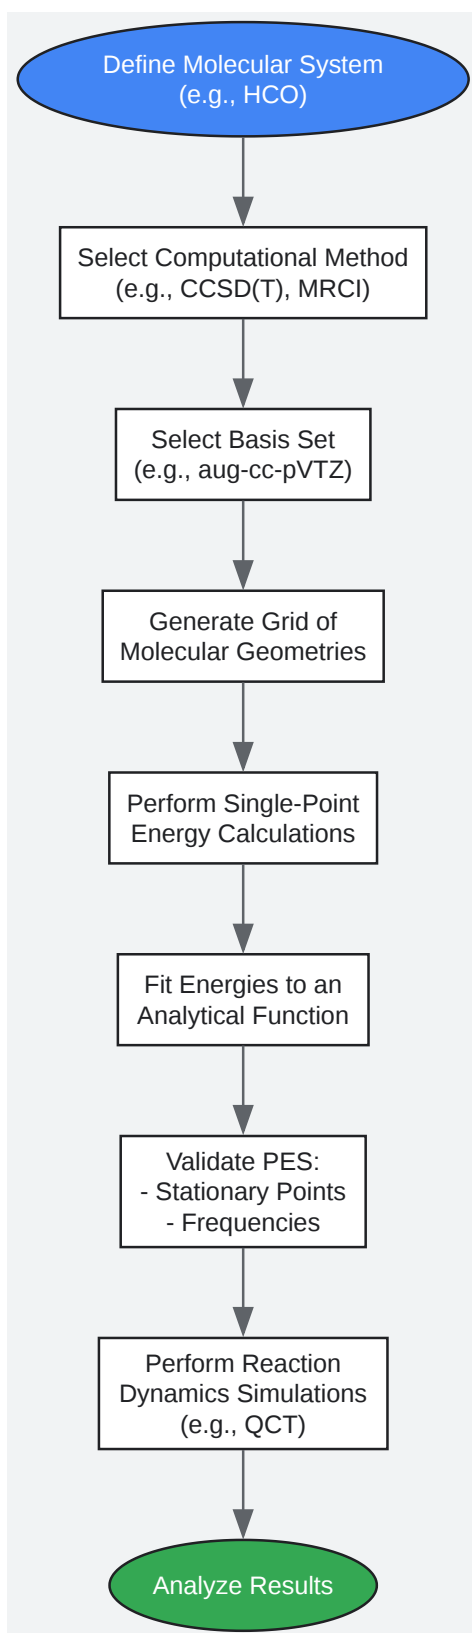 Define Molecular System
(e.g., HCO)
Select Computational Method
(e.g., CCSD(T), MRCI)
Select Basis Set
(e.g., aug-cc-pVTZ)
Generate Grid of
Molecular Geometries
Perform Single-Point
Energy Calculations
Fit Energies to an
Analytical Function
Validate PES:
- Stationary Points
- Frequencies
Perform Reaction
Dynamics Simulations
(e.g., QCT)
Analyze Results